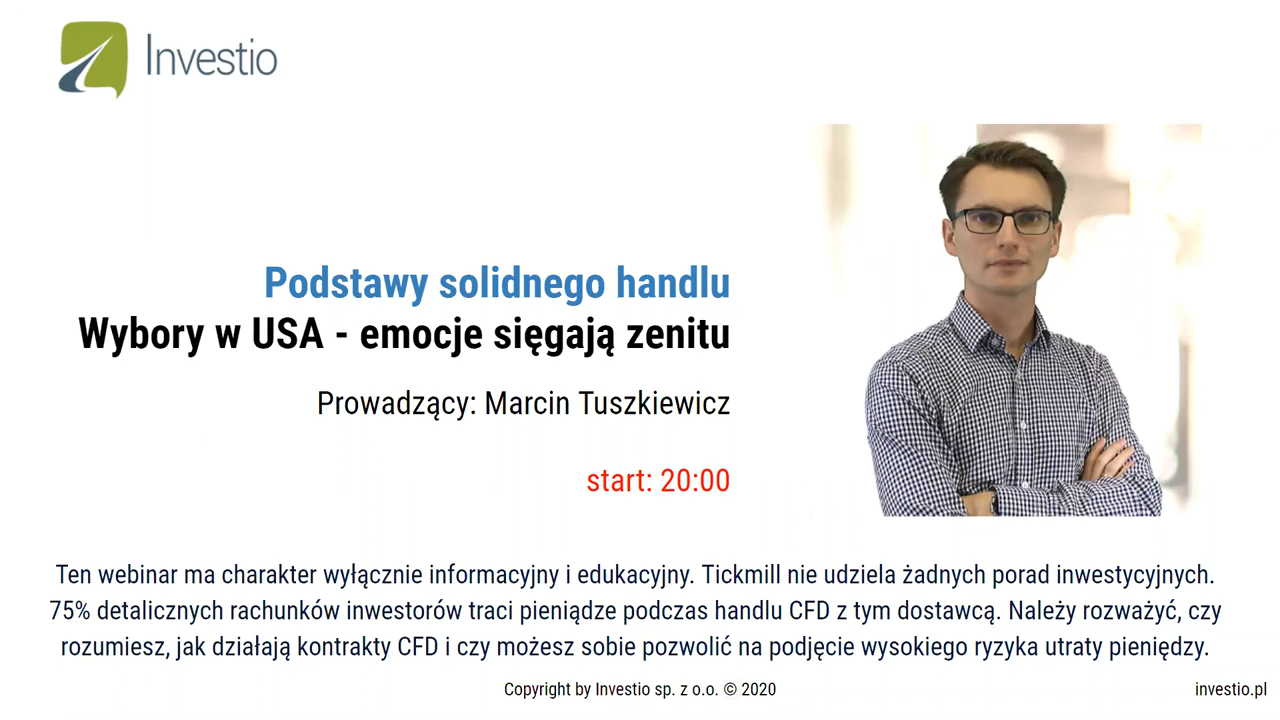 Investio
Podstawy solidnego handlu
Wybory w USA - emocje sięgają zenitu
Prowadzący: Marcin Tuszkiewicz
start: 20:00
Ten webinar ma charakter wyłącznie informacyjny i edukacyjny. Tickmill nie udziela żadnych porad inwestycyjnych.
75% detalicznych rachunków inwestorów traci pieniądze podczas handlu CFD z tym dostawcą. Należy rozważyć, czy
rozumiesz, jak działają kontrakty CFD i czy możesz sobie pozwolić na podjęcie wysokiego ryzyka utraty pieniędzy.
Copyright by Investio sp. z o.o. © 2020
investio.pl